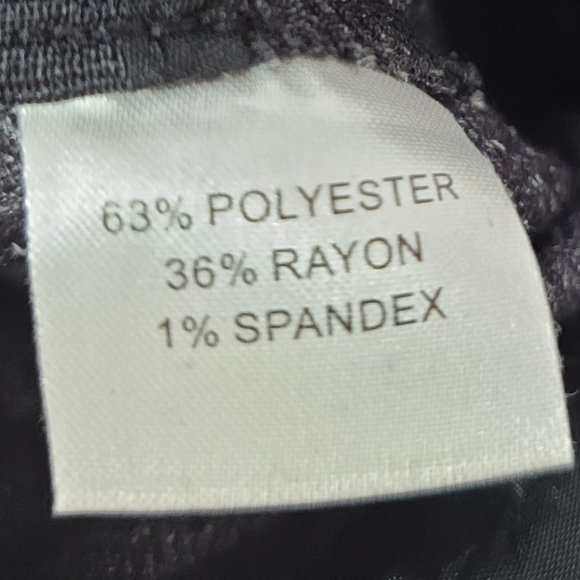 63% POLYESTER
36% RAYON
1% SPANDEX